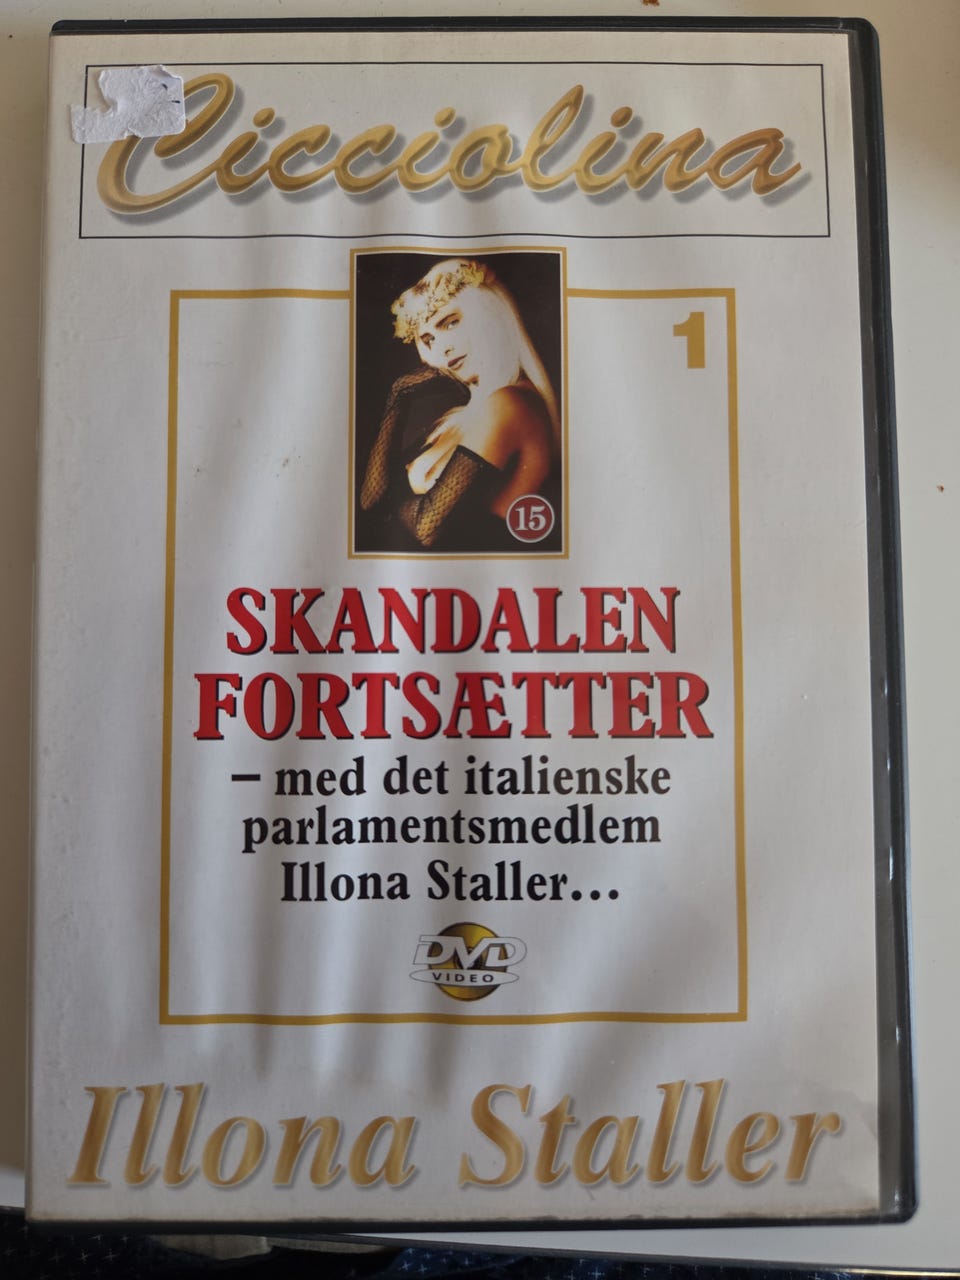 Cicciolina
1
15
SKANDALEN
FORTSÆTTER
– med det italienske
parlamentsmedlem
Illona Staller...
DVD
VIDEO
Illona Staller